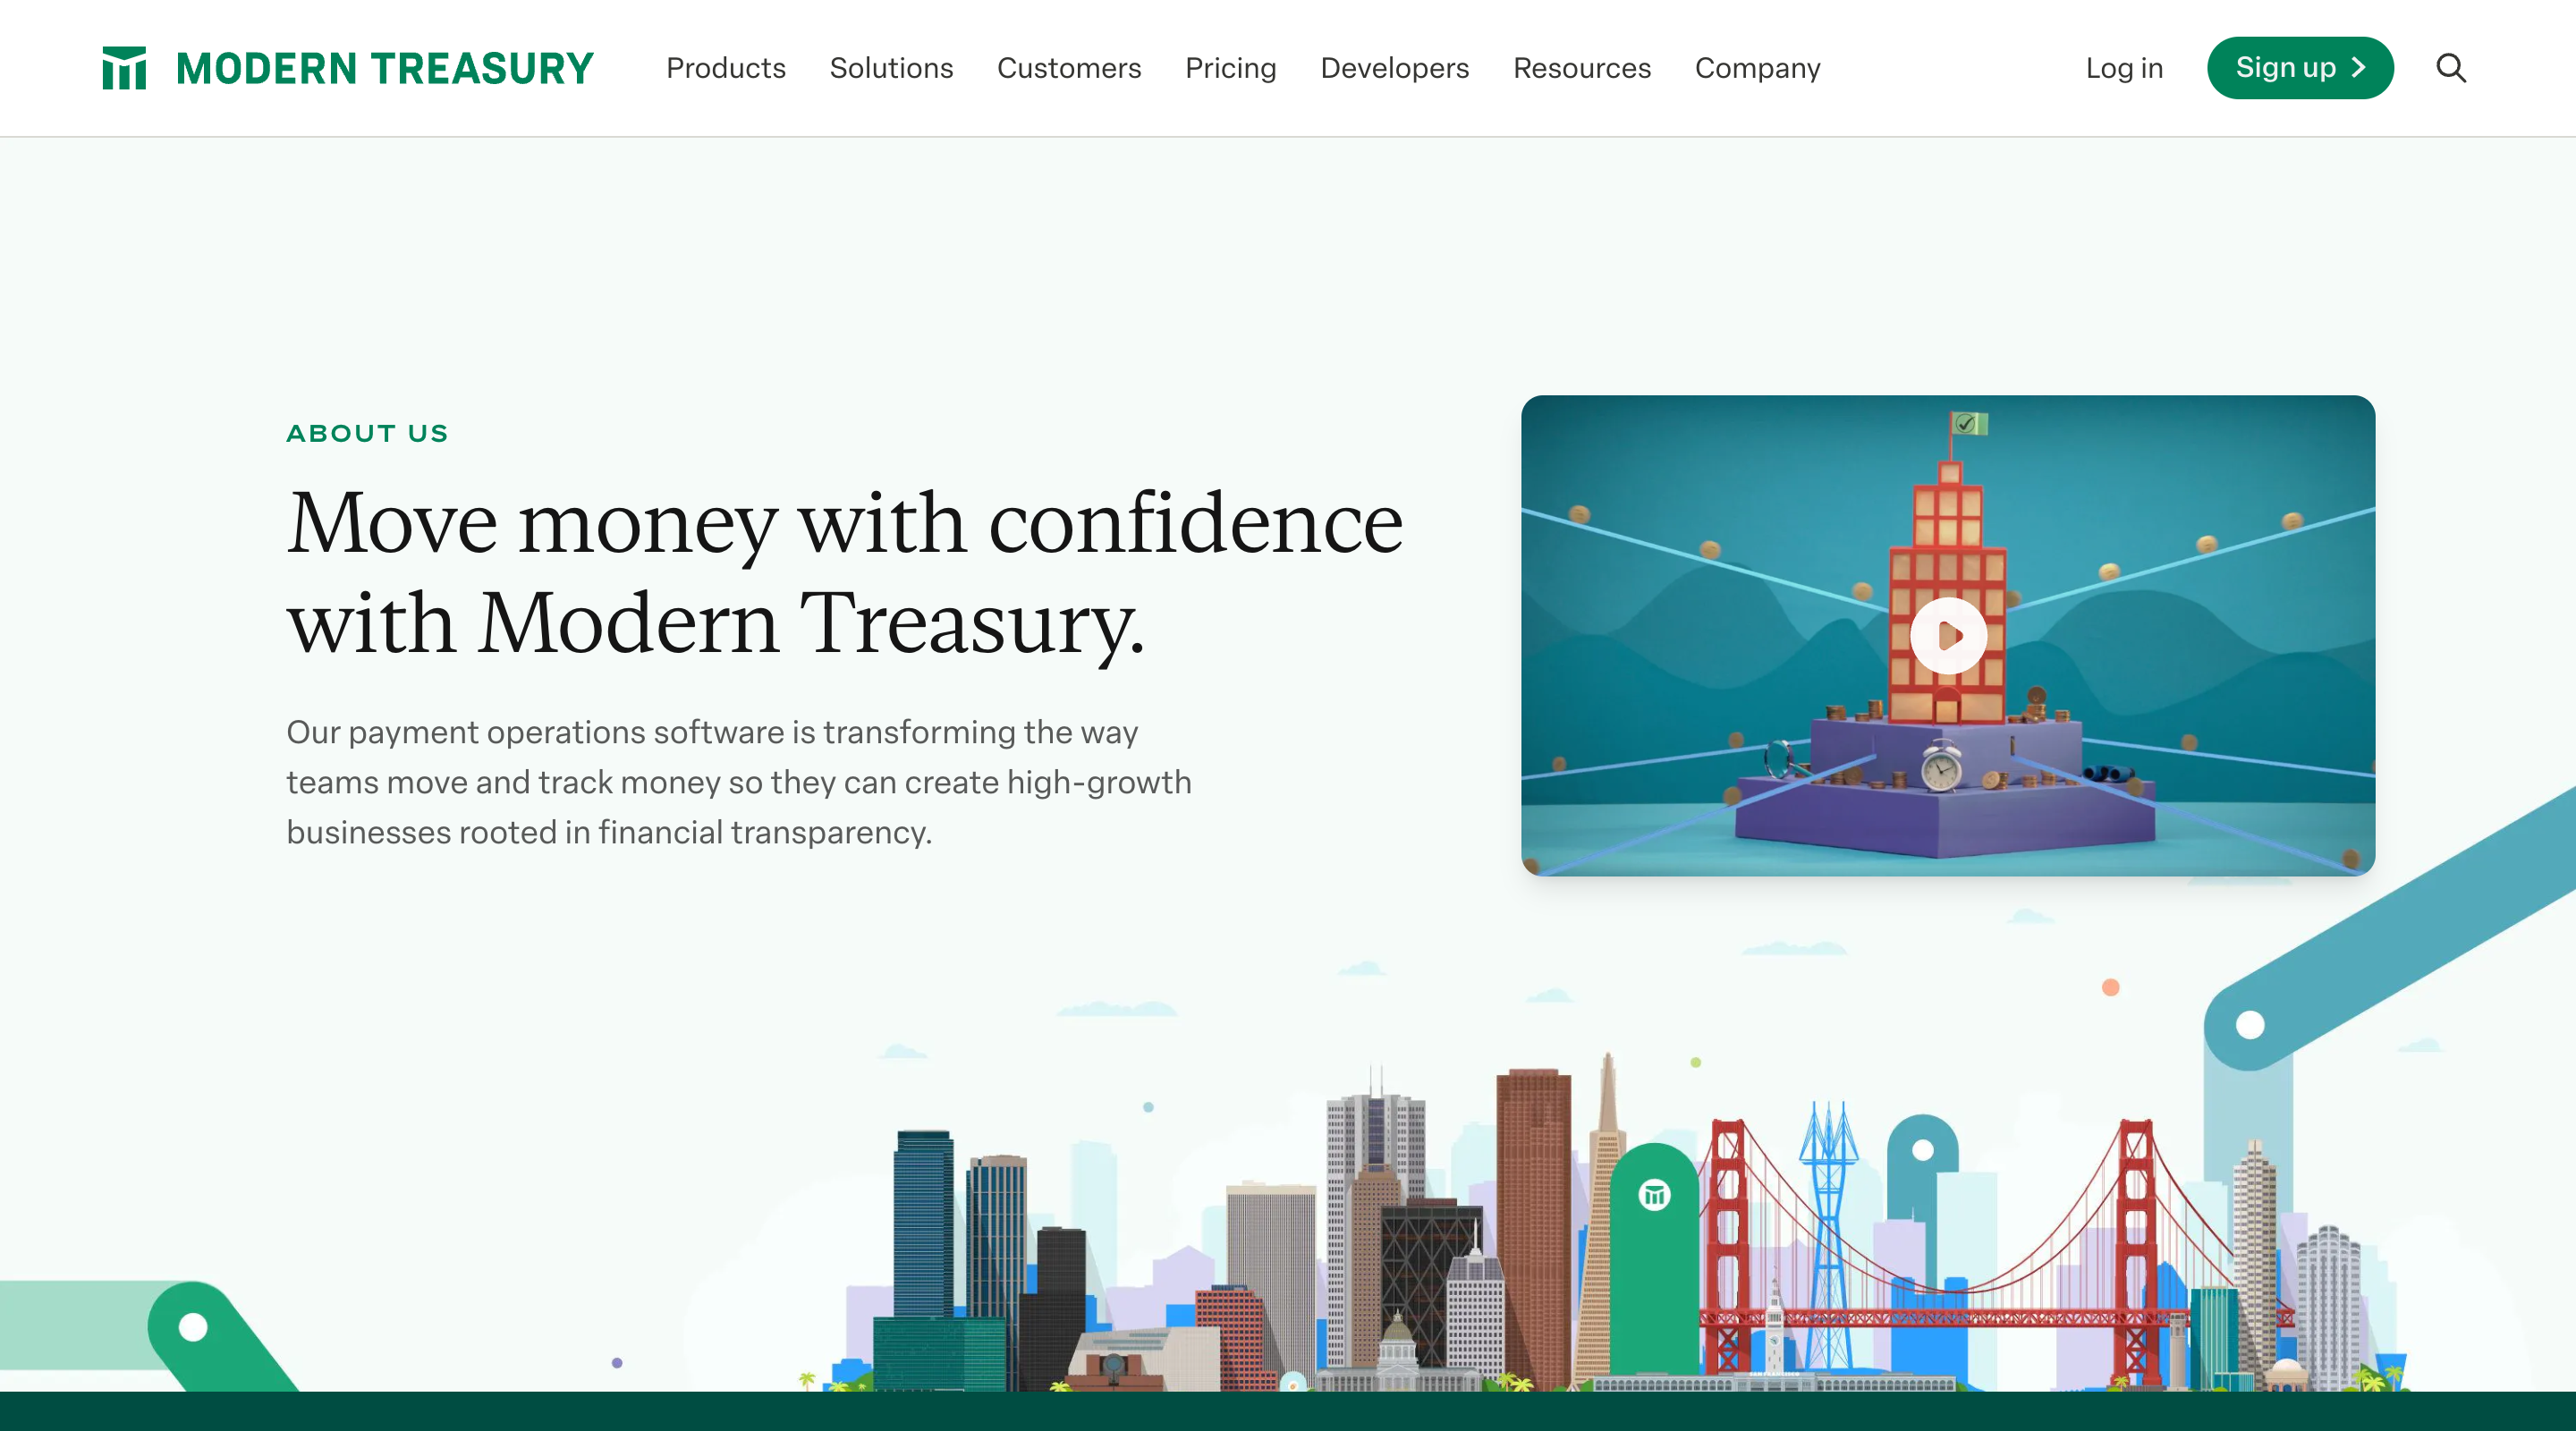 MODERN TREASURY
Products
Solutions
Customers
Pricing
Developers
Resources
Company
Log in
Sign up
ABOUT US
Move money with confidence
with Modern Treasury.
Our payment operations software is transforming the way
teams move and track money so they can create high-growth
businesses rooted in financial transparency.